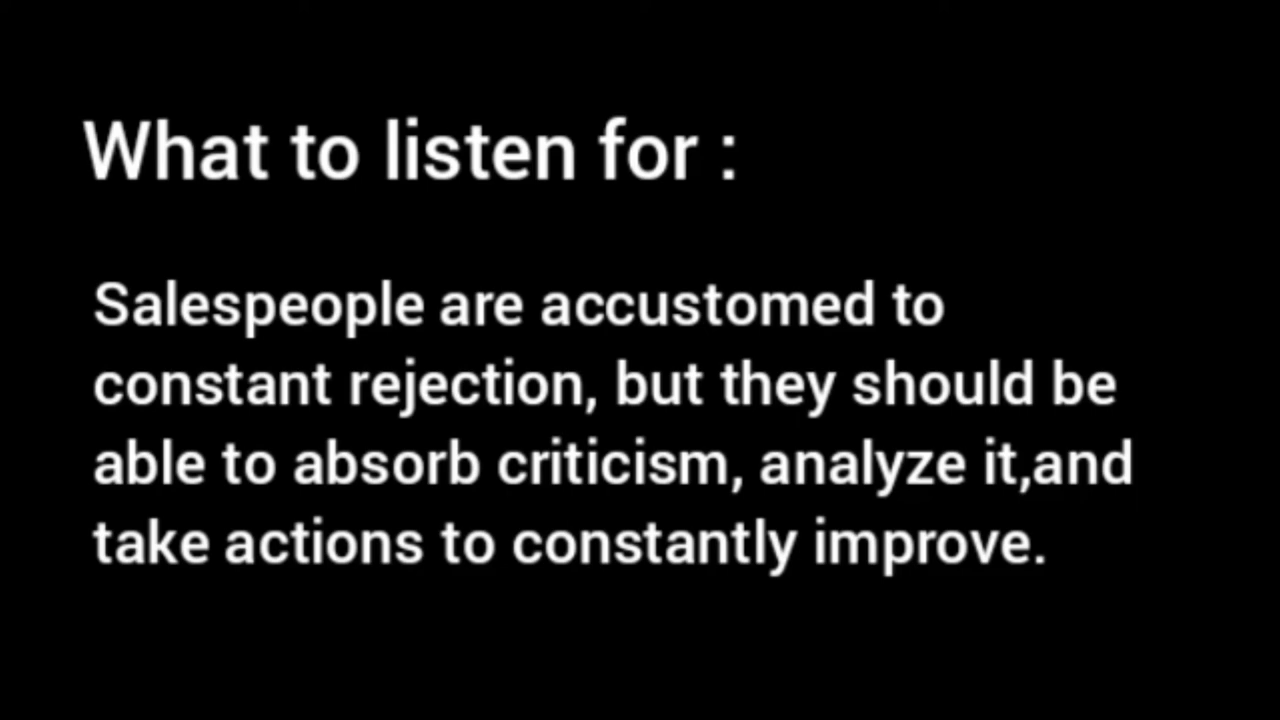 What to listen for :
Salespeople are accustomed to
constant rejection, but they should be
able to absorb criticism, analyze it,and
take actions to constantly improve.